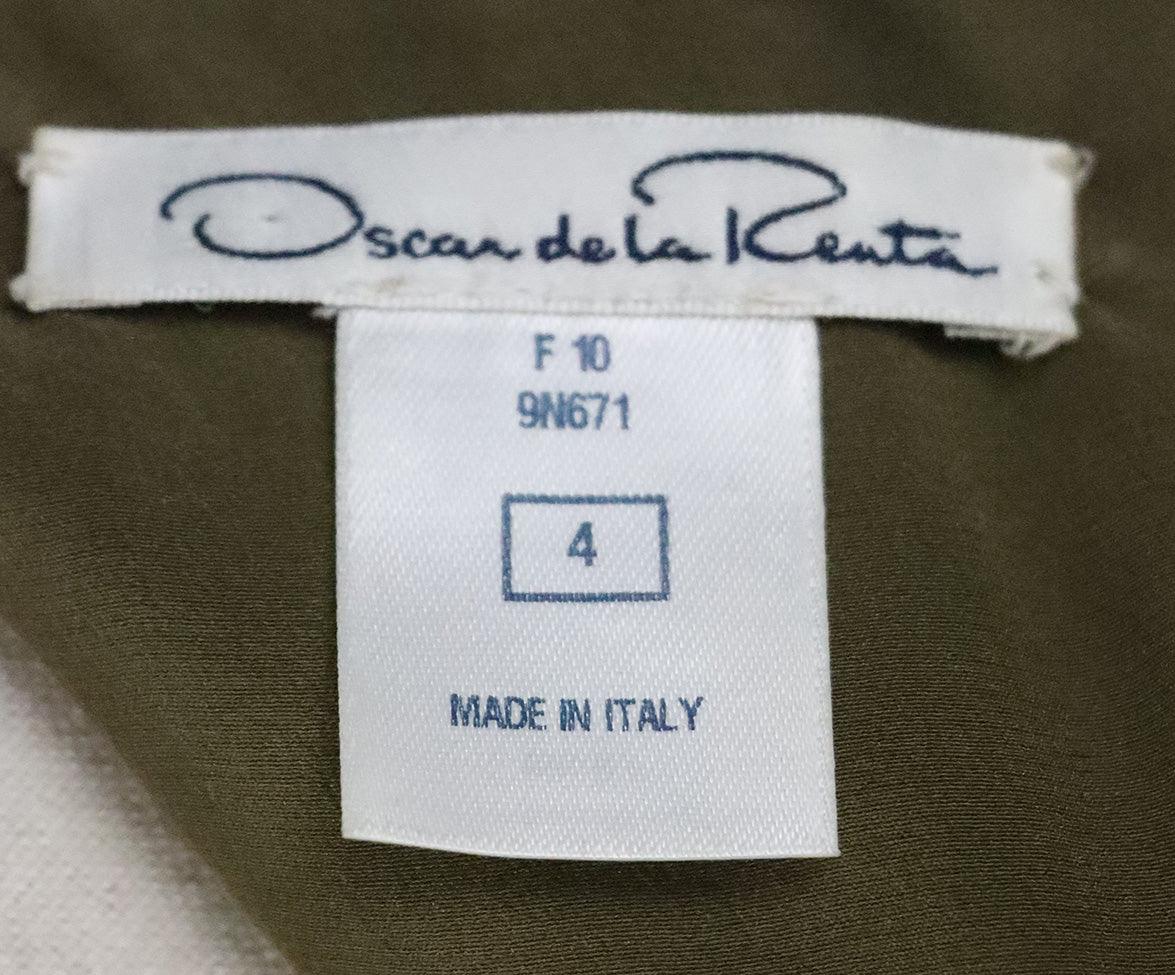 Oscar de la Renta
F 10
9N671
4
MADE IN ITALY